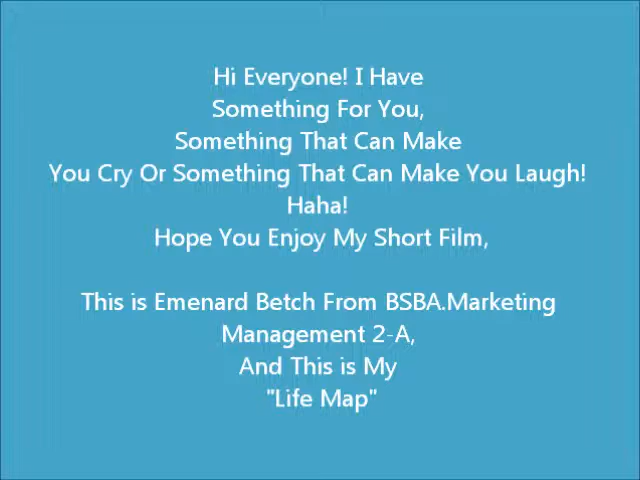 Hi Everyone! I Have
Something For You,
Something That Can Make
You Cry Or Something That Can Make You Laugh!
Haha!
Hope You Enjoy My Short Film,
This is Emenard Betch From BSBA.Marketing
Management 2-A,
And This is My
"Life Map"